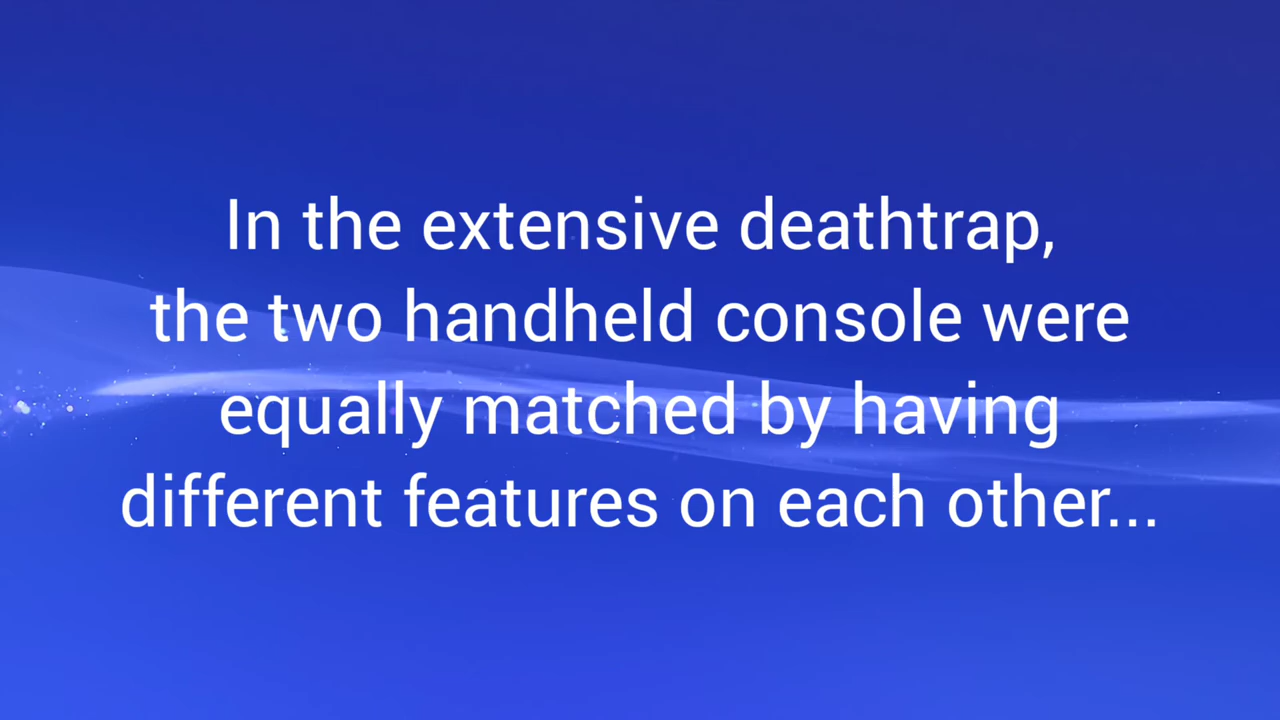 In the extensive deathtrap,
the two handheld console were
equally matched by having
different features on each other...